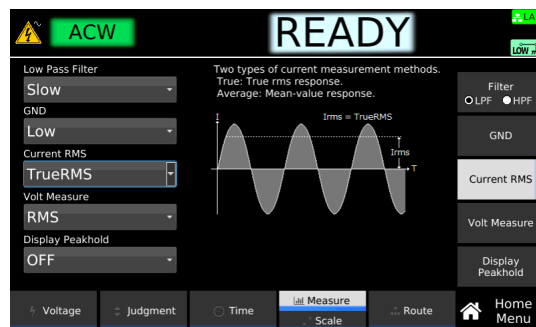 ACW
READY
LA
LOW
Low Pass Filter
Slow
GND
Low
Current RMS
TrueRMS
Volt Measure
RMS
Display Peakhold
OFF
Two types of current measurement methods.
True: True rms response.
Average: Mean-value response.
I
Irms = TrueRMS
Irms
T
Filter
LPF HPF
GND
Current RMS
Volt Measure
Display
Peakhold
Voltage
Judgment
Time
Measure
Scale
Route
Home
Menu